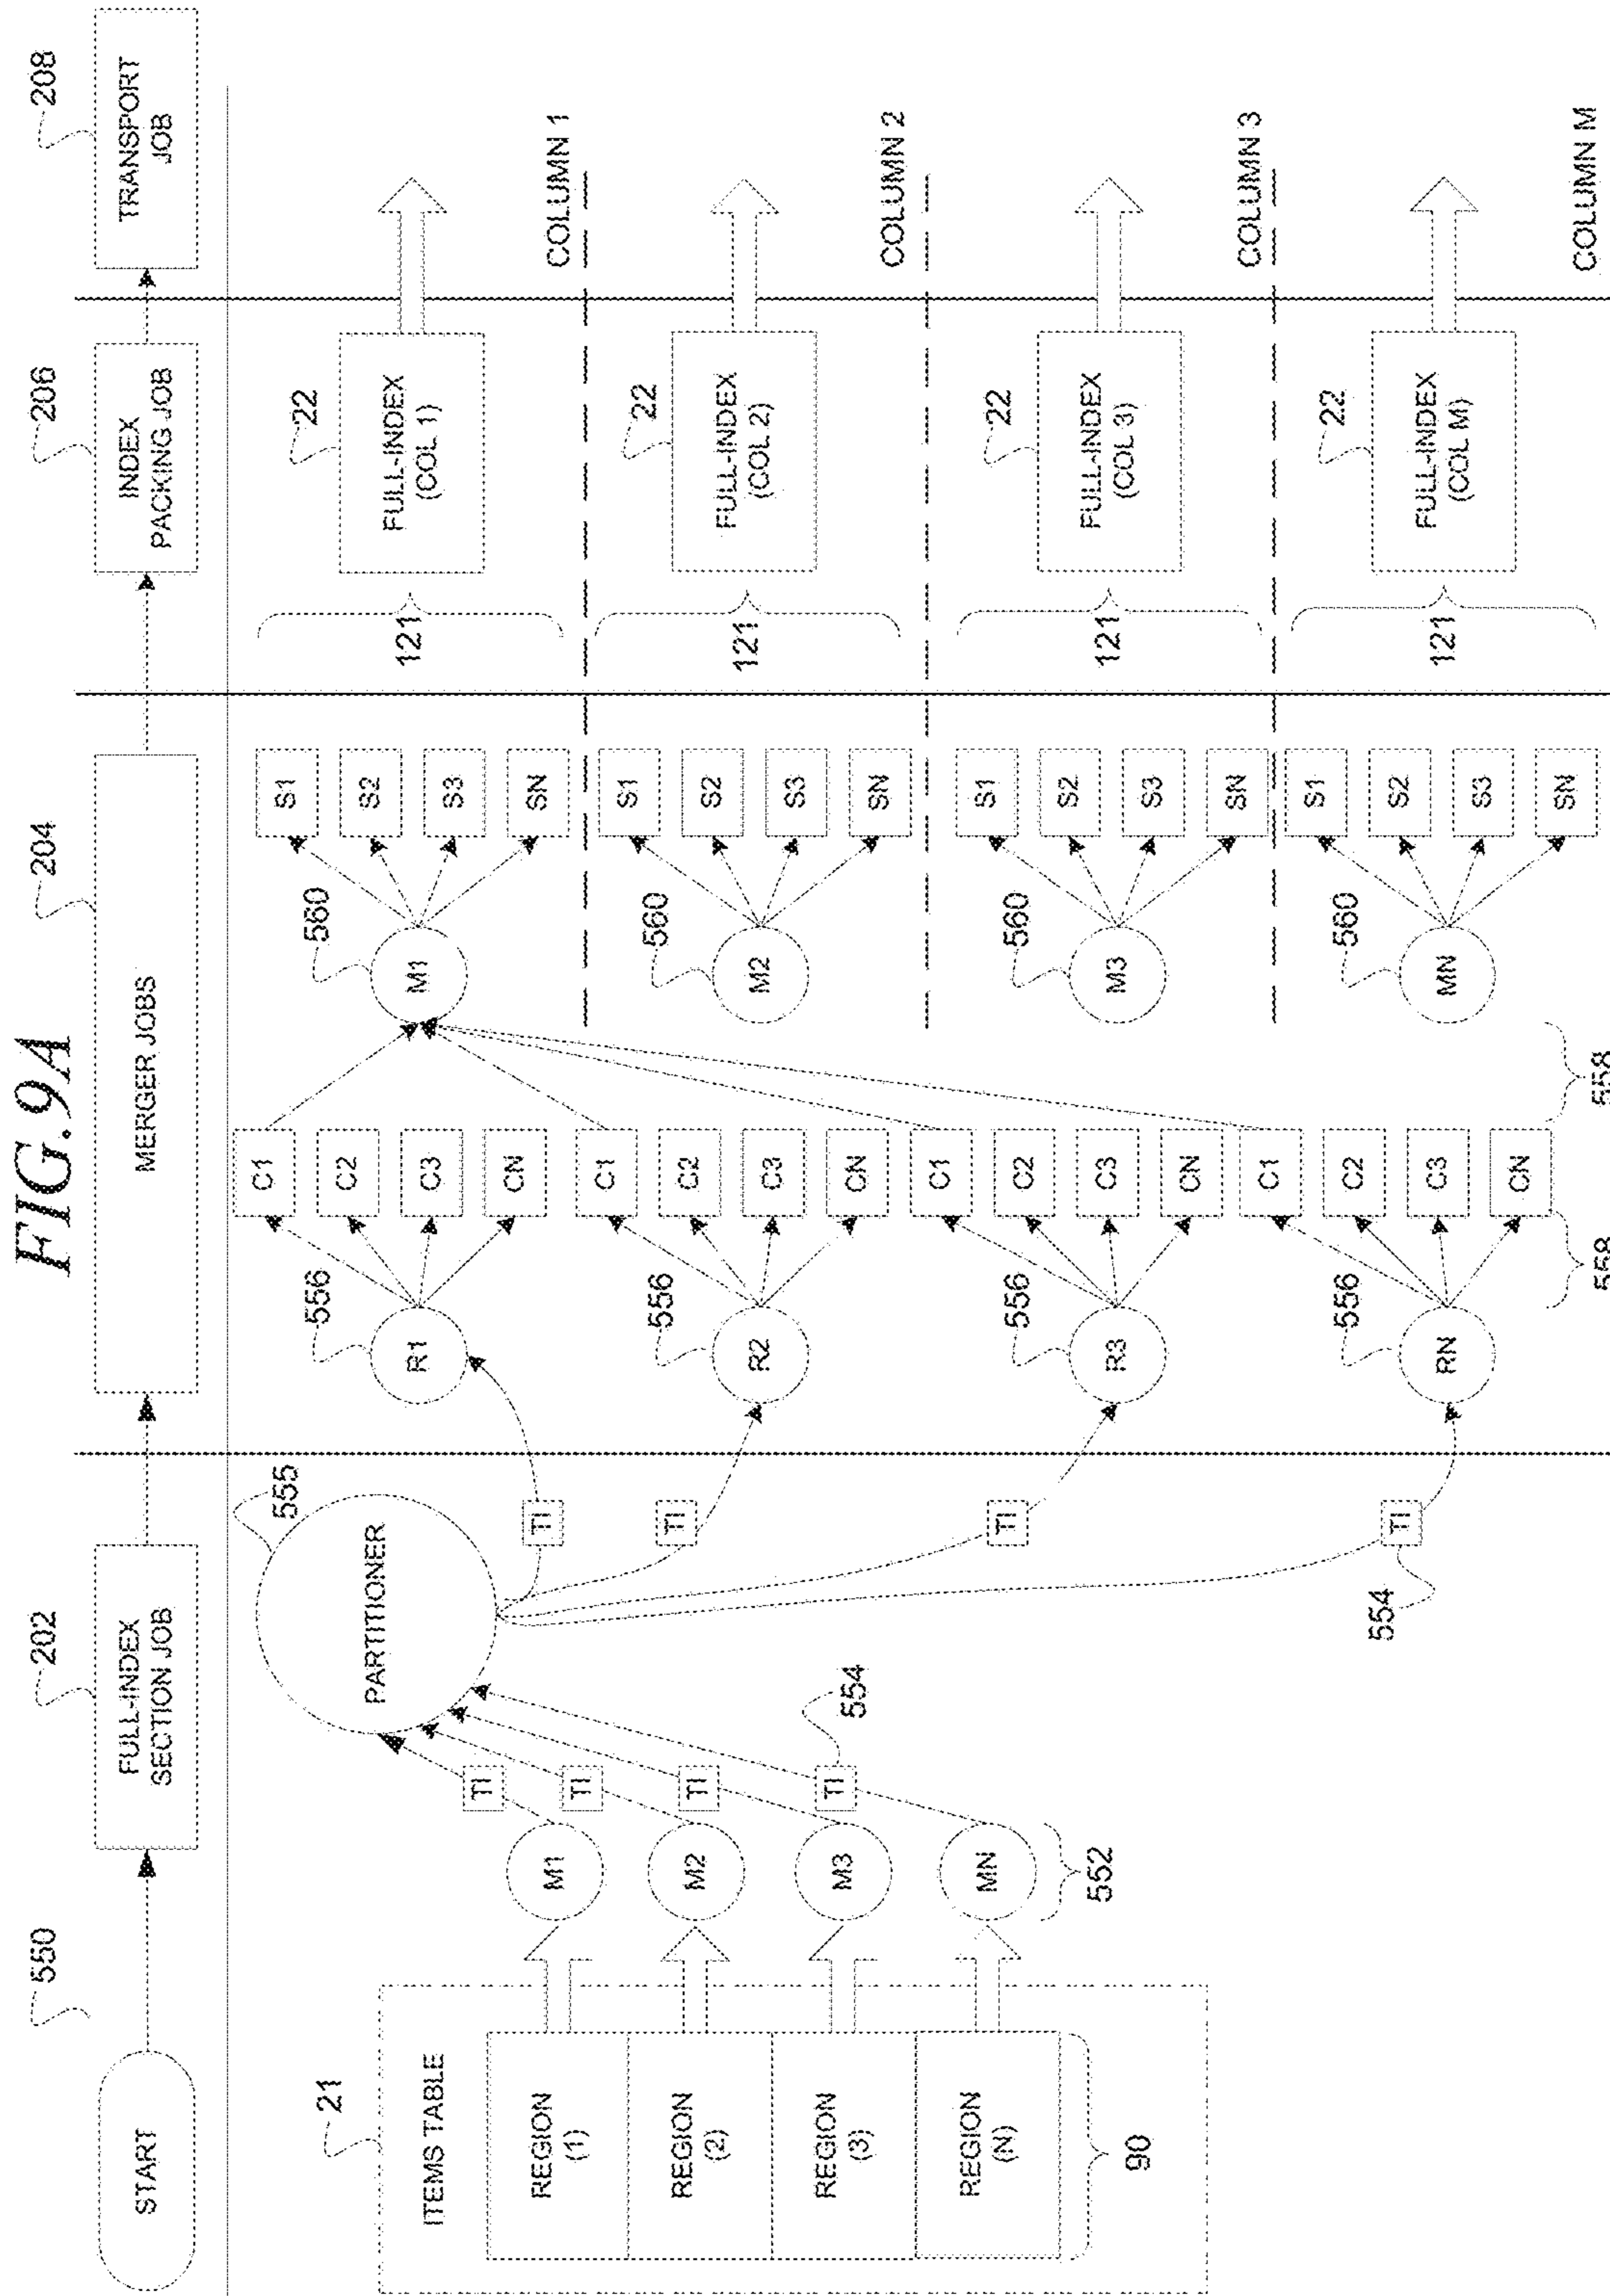 FIG. 9A
550
202
204
206
208
START
FULL-INDEX
SECTION JOB
MERGER JOBS
INDEX
PACKING JOB
TRANSPORT
JOB
21
ITEMS TABLE
REGION
(1)
REGION
(2)
REGION
(3)
REGION
(N)
90
M1
M2
M3
MN
552
TI
TI
TI
TI
554
PARTITIONER
555
TI
TI
TI
TI
554
556
R1
C1
C2
C3
CN
556
R2
C1
C2
C3
CN
556
R3
C1
C2
C3
CN
556
RN
C1
C2
C3
CN
558
558
560
M1
S1
S2
S3
SN
560
M2
S1
S2
S3
SN
560
M3
S1
S2
S3
SN
560
MN
S1
S2
S3
SN
121
22
FULL-INDEX
(COL 1)
COLUMN 1
121
22
FULL-INDEX
(COL 2)
COLUMN 2
121
22
FULL-INDEX
(COL 3)
COLUMN 3
121
22
FULL-INDEX
(COL M)
COLUMN M